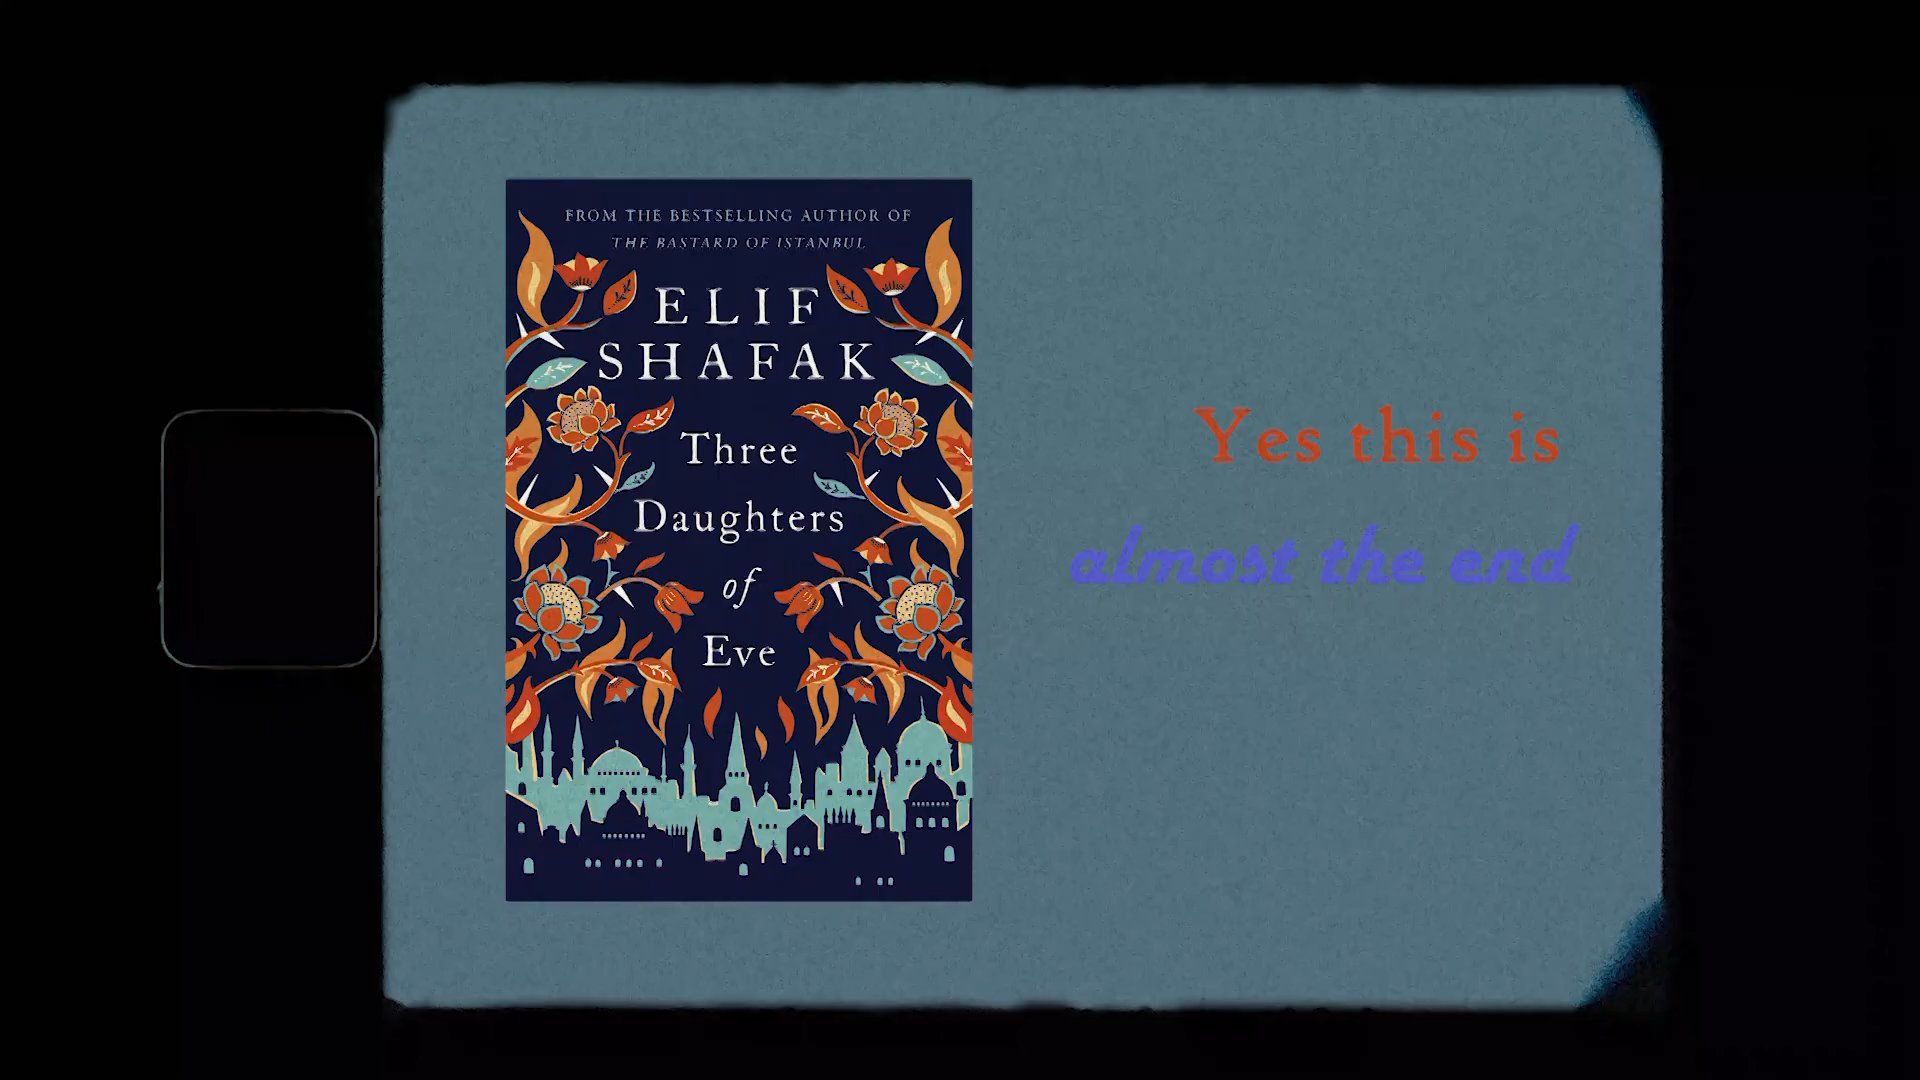 FROM THE BESTSELLING AUTHOR OF
THE BASTARD OF ISTANBUL
ELIF
SHAFAK
Three
Daughters
of
Eve
Yes this is
almost the end